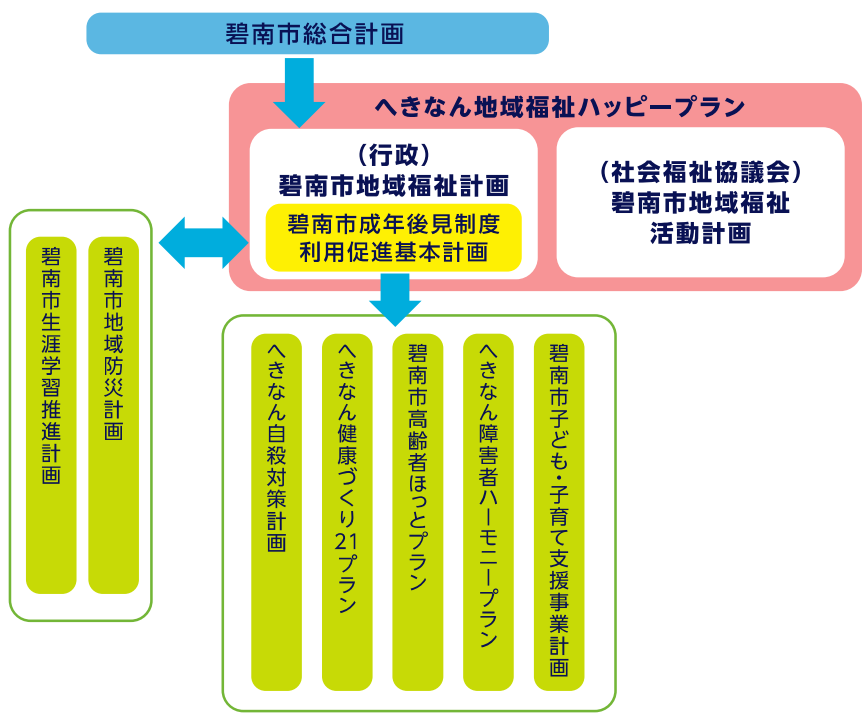 碧南市総合計画
へきなん地域福祉ハッピープラン
（行政）
碧南市地域福祉計画
碧南市成年後見制度
利用促進基本計画
（社会福祉協議会）
碧南市地域福祉
活動計画
碧南市地域防災計画
碧南市生涯学習推進計画
碧南市子ども・子育て支援事業計画
へきなん障害者ハーモニープラン
碧南市高齢者ほっとプラン
へきなん健康づくり21プラン
へきなん自殺対策計画